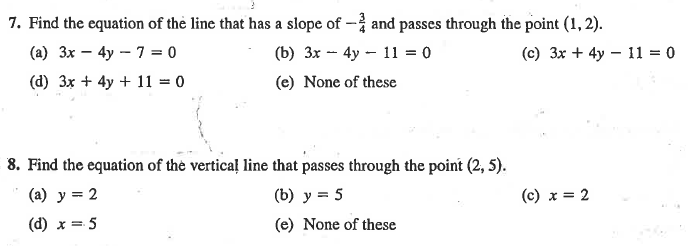 7. Find the equation of the line that has a slope of −3/4 and passes through the point (1, 2).
(a) 3x − 4y − 7 = 0 (b) 3x − 4y − 11 = 0 (c) 3x + 4y − 11 = 0
(d) 3x + 4y + 11 = 0 (e) None of these
8. Find the equation of the vertical line that passes through the point (2, 5).
(a) y = 2 (b) y = 5 (c) x = 2
(d) x = 5 (e) None of these